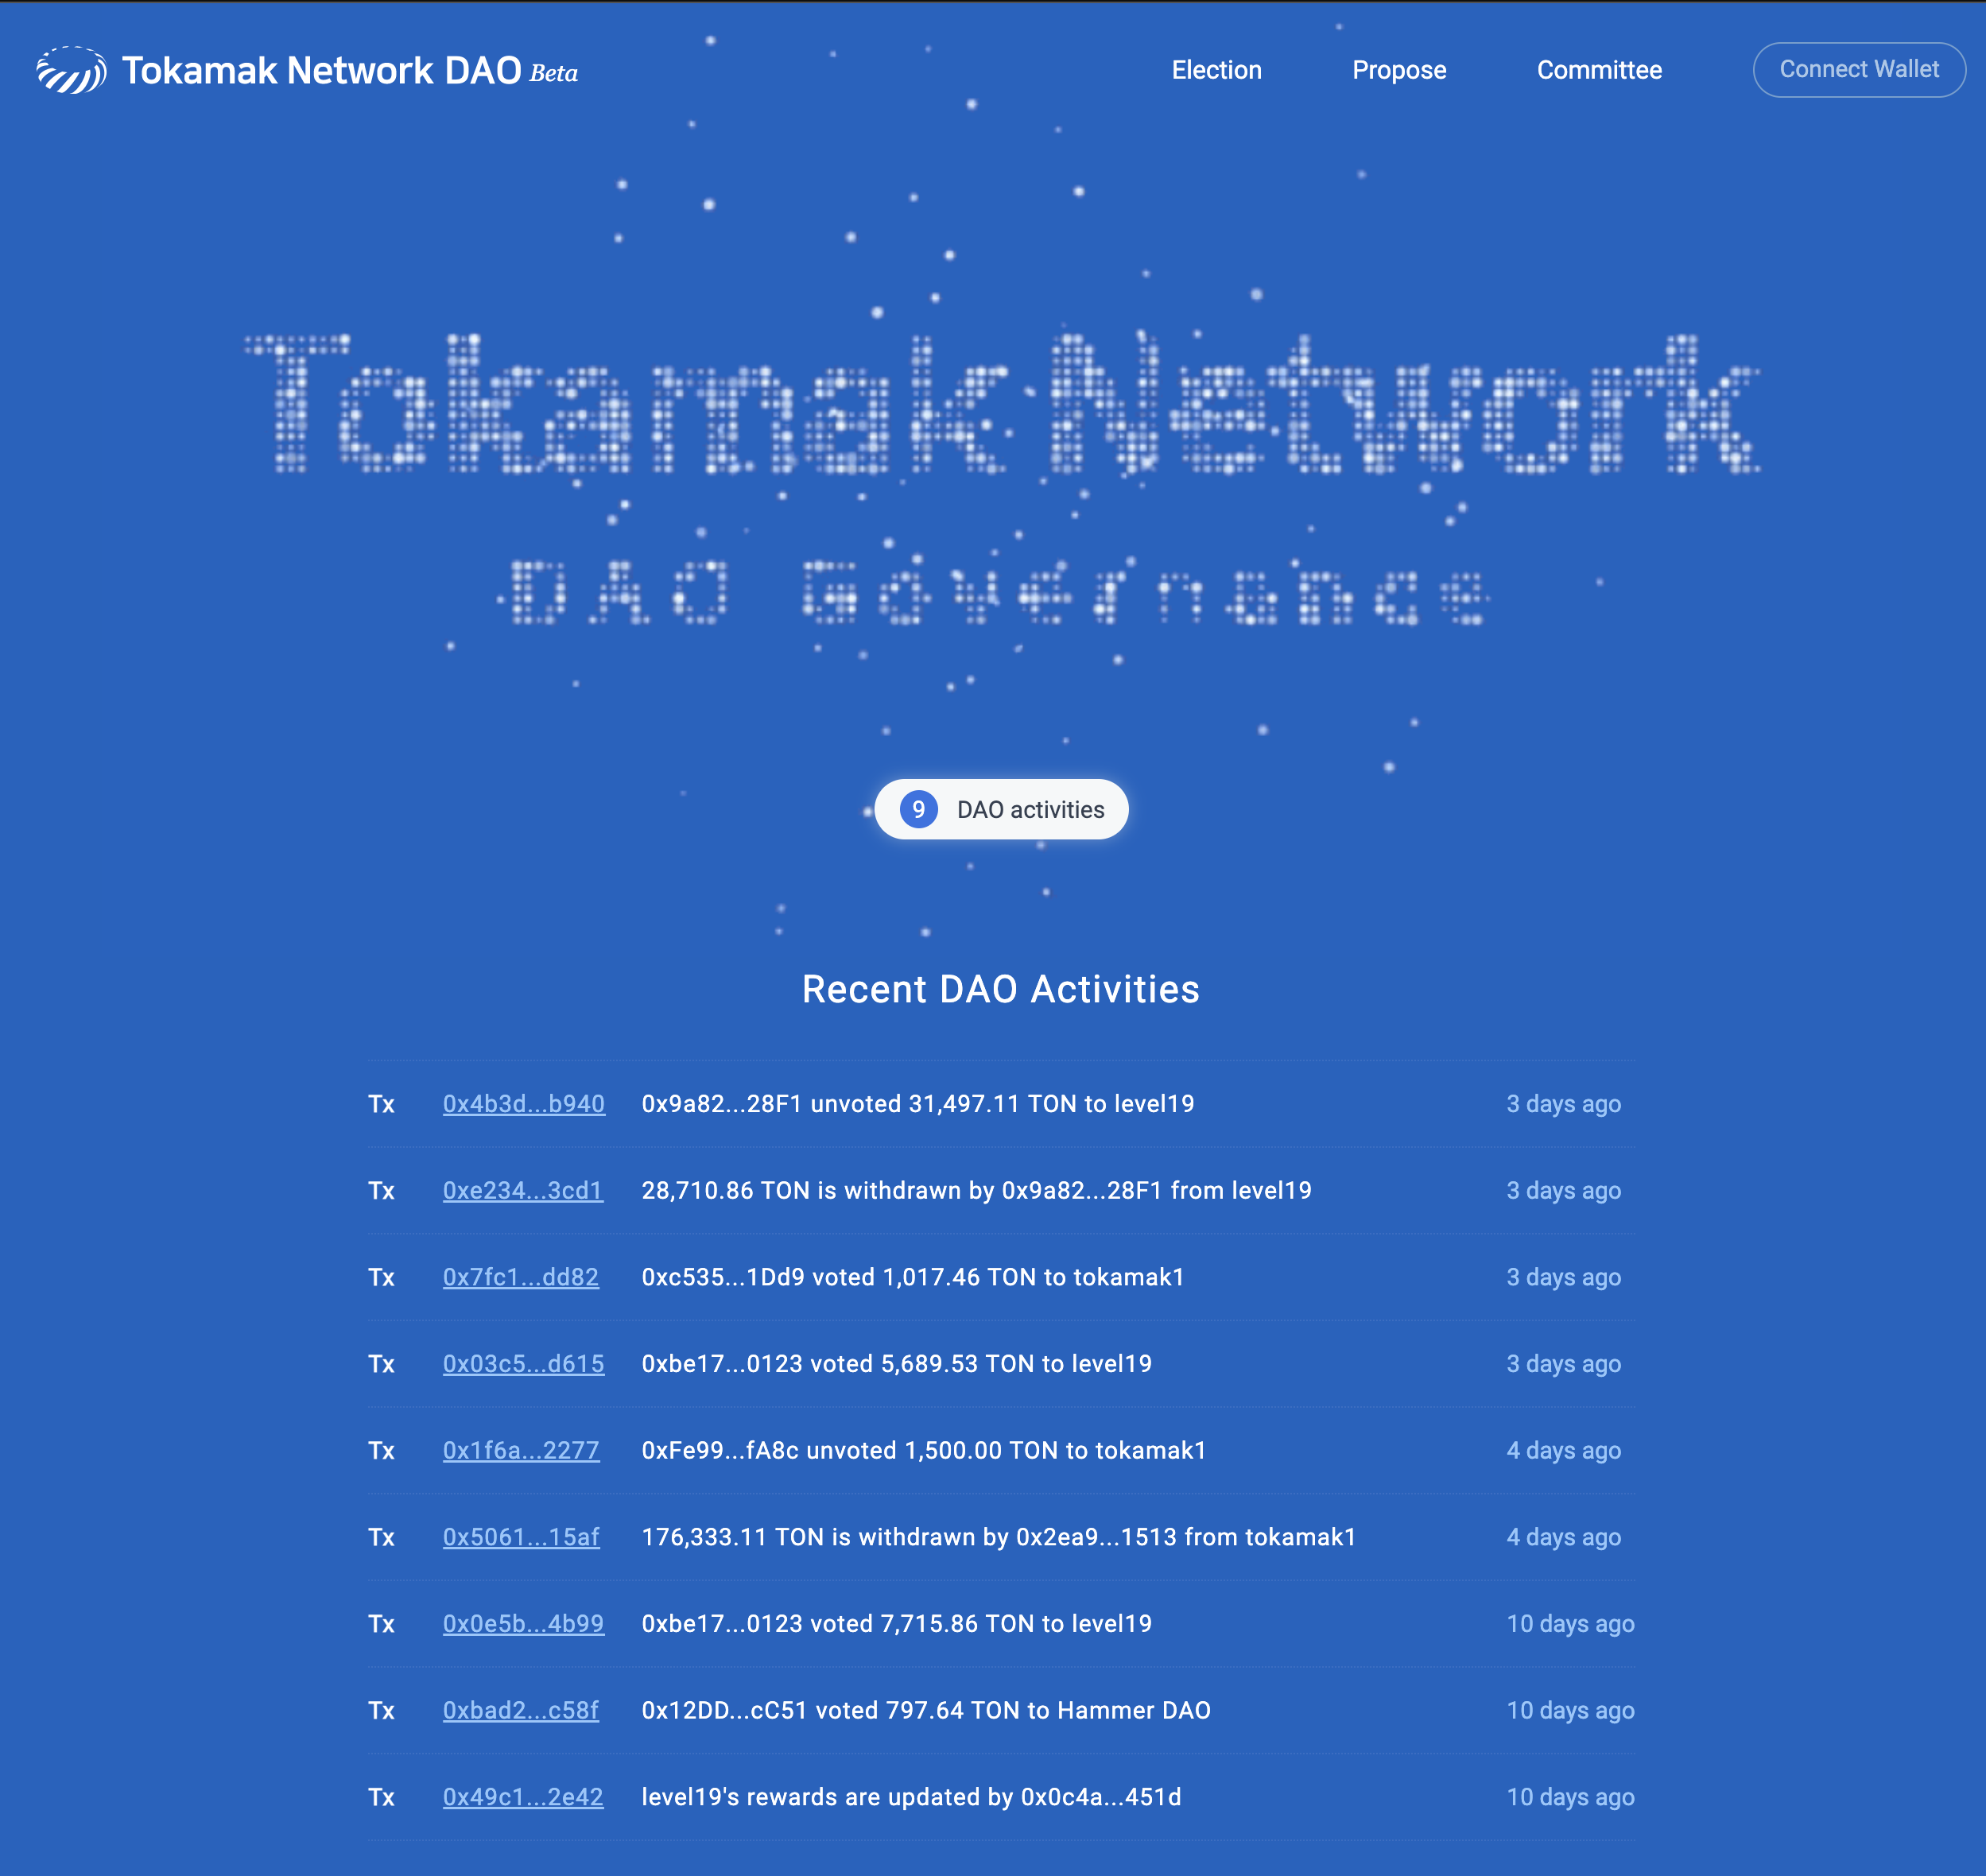 Tokamak Network DAO Beta
Election Propose Committee Connect Wallet
Tokamak Network
DAO Governance
9 DAO activities
Recent DAO Activities
Tx 0x4b3d...b940 0x9a82...28F1 unvoted 31,497.11 TON to level19 3 days ago
Tx 0xe234...3cd1 28,710.86 TON is withdrawn by 0x9a82...28F1 from level19 3 days ago
Tx 0x7fc1...dd82 0xc535...1Dd9 voted 1,017.46 TON to tokamak1 3 days ago
Tx 0x03c5...d615 0xbe17...0123 voted 5,689.53 TON to level19 3 days ago
Tx 0x1f6a...2277 0xFe99...fA8c unvoted 1,500.00 TON to tokamak1 4 days ago
Tx 0x5061...15af 176,333.11 TON is withdrawn by 0x2ea9...1513 from tokamak1 4 days ago
Tx 0x0e5b...4b99 0xbe17...0123 voted 7,715.86 TON to level19 10 days ago
Tx 0xbad2...c58f 0x12DD...cC51 voted 797.64 TON to Hammer DAO 10 days ago
Tx 0x49c1...2e42 level19's rewards are updated by 0x0c4a...451d 10 days ago